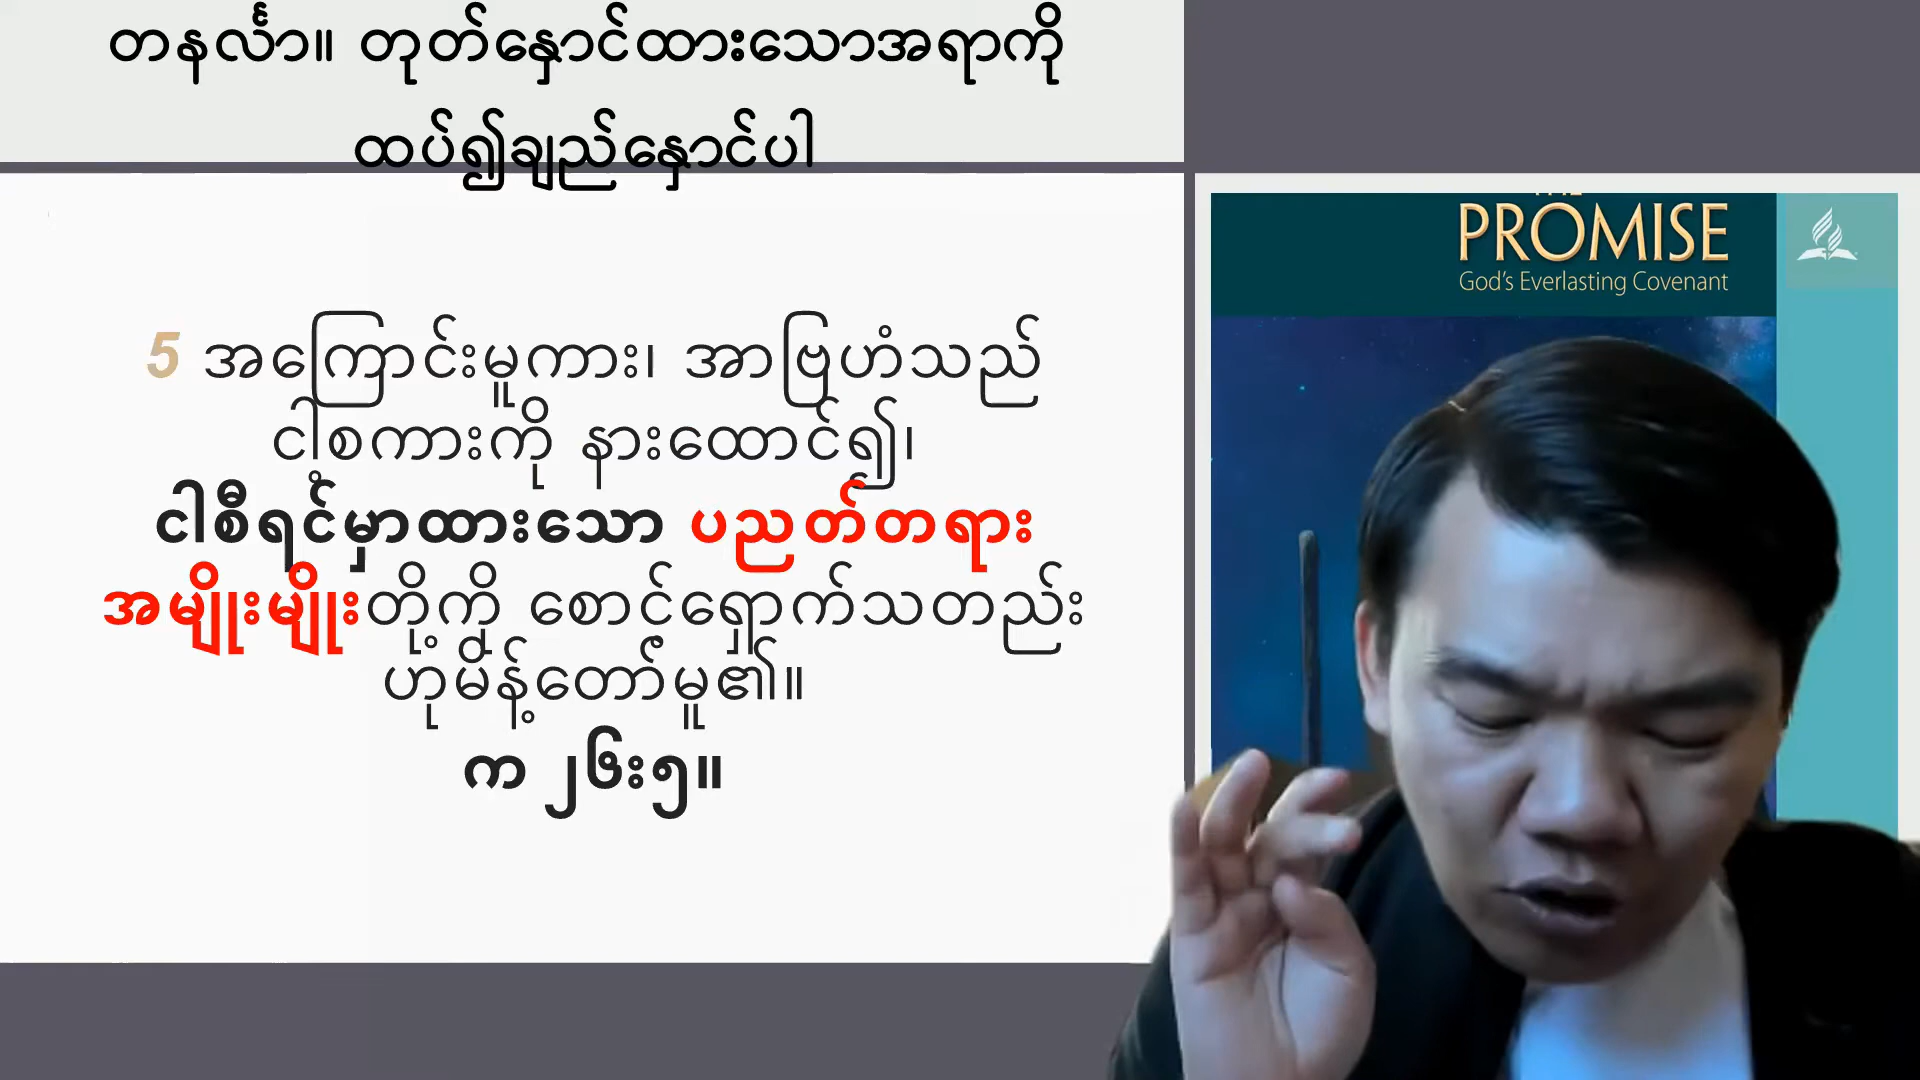 တနင်္လာ။ တုတ်နှောင်ထားသောအရာကို
ထပ်၍ချည်နှောင်ပါ
5 အကြောင်းမူကား၊ အာဗြဟံသည်
ငါ့စကားကို နားထောင်၍၊
ငါစီရင်မှာထားသော ပညတ်တရား
အမျိုးမျိုးတို့ကို စောင့်ရှောက်သတည်း
ဟုမိန့်တော်မူ၏။
က ၂၆း၅။
THE
PROMISE
God's Everlasting Covenant